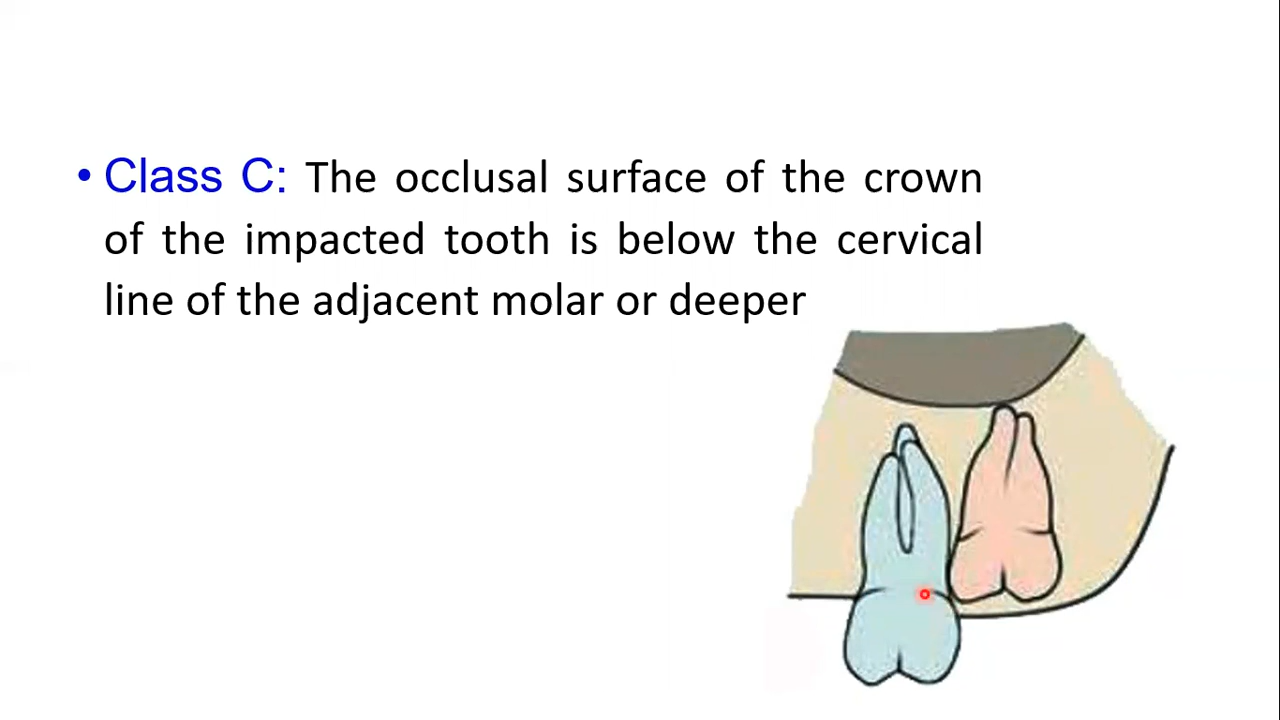 • Class C: The occlusal surface of the crown
of the impacted tooth is below the cervical
line of the adjacent molar or deeper